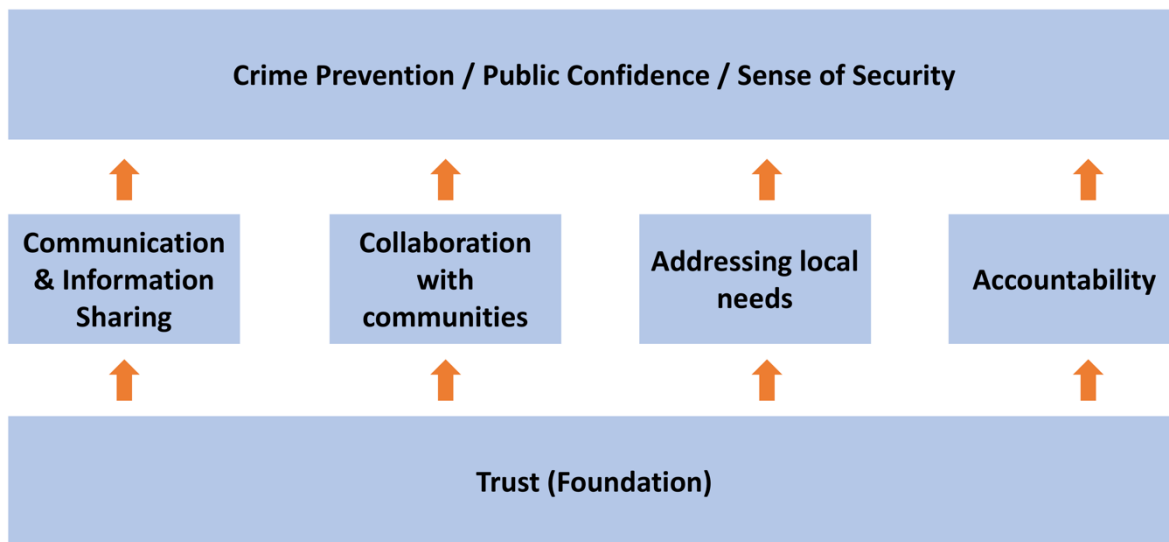 Crime Prevention / Public Confidence / Sense of Security
Communication
& Information
Sharing
Collaboration
with
communities
Addressing local
needs
Accountability
Trust (Foundation)